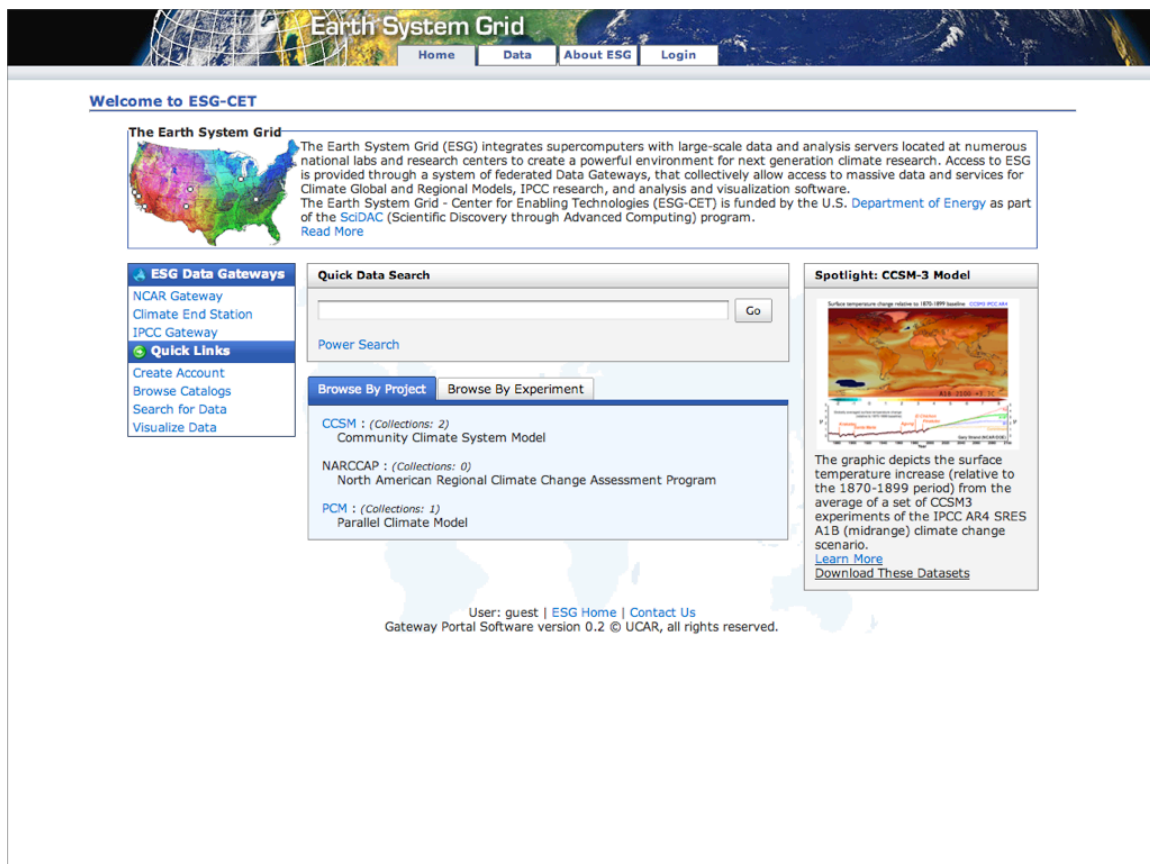 Earth System Grid
Home
Data
About ESG
Login
Welcome to ESG-CET
The Earth System Grid
The Earth System Grid (ESG) integrates supercomputers with large-scale data and analysis servers located at numerous
national labs and research centers to create a powerful environment for next generation climate research. Access to ESG
is provided through a system of federated Data Gateways, that collectively allow access to massive data and services for
Climate Global and Regional Models, IPCC research, and analysis and visualization software.
The Earth System Grid - Center for Enabling Technologies (ESG-CET) is funded by the U.S. Department of Energy as part
of the SciDAC (Scientific Discovery through Advanced Computing) program.
Read More
ESG Data Gateways
NCAR Gateway
Climate End Station
IPCC Gateway
Quick Links
Create Account
Browse Catalogs
Search for Data
Visualize Data
Quick Data Search
Go
Power Search
Browse By Project
Browse By Experiment
CCSM : (Collections: 2)
Community Climate System Model
NARCCAP : (Collections: 0)
North American Regional Climate Change Assessment Program
PCM : (Collections: 1)
Parallel Climate Model
Spotlight: CCSM-3 Model
Surface temperature change relative to 1870-1899 baseline CCSM3 IPCC AR4
The graphic depicts the surface
temperature increase (relative to
the 1870-1899 period) from the
average of a set of CCSM3
experiments of the IPCC AR4 SRES
A1B (midrange) climate change
scenario.
Learn More
Download These Datasets
User: guest | ESG Home | Contact Us
Gateway Portal Software version 0.2 © UCAR, all rights reserved.